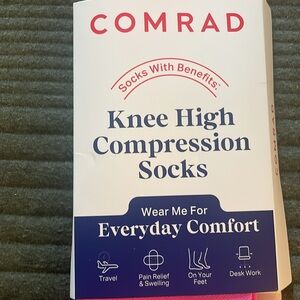 COMRAD
Socks With Benefits.
Knee High
Compression
Socks
COMRAD
Wear Me For
Everyday Comfort
Travel
Pain Relief
& Swelling
On Your
Feet
Desk Work